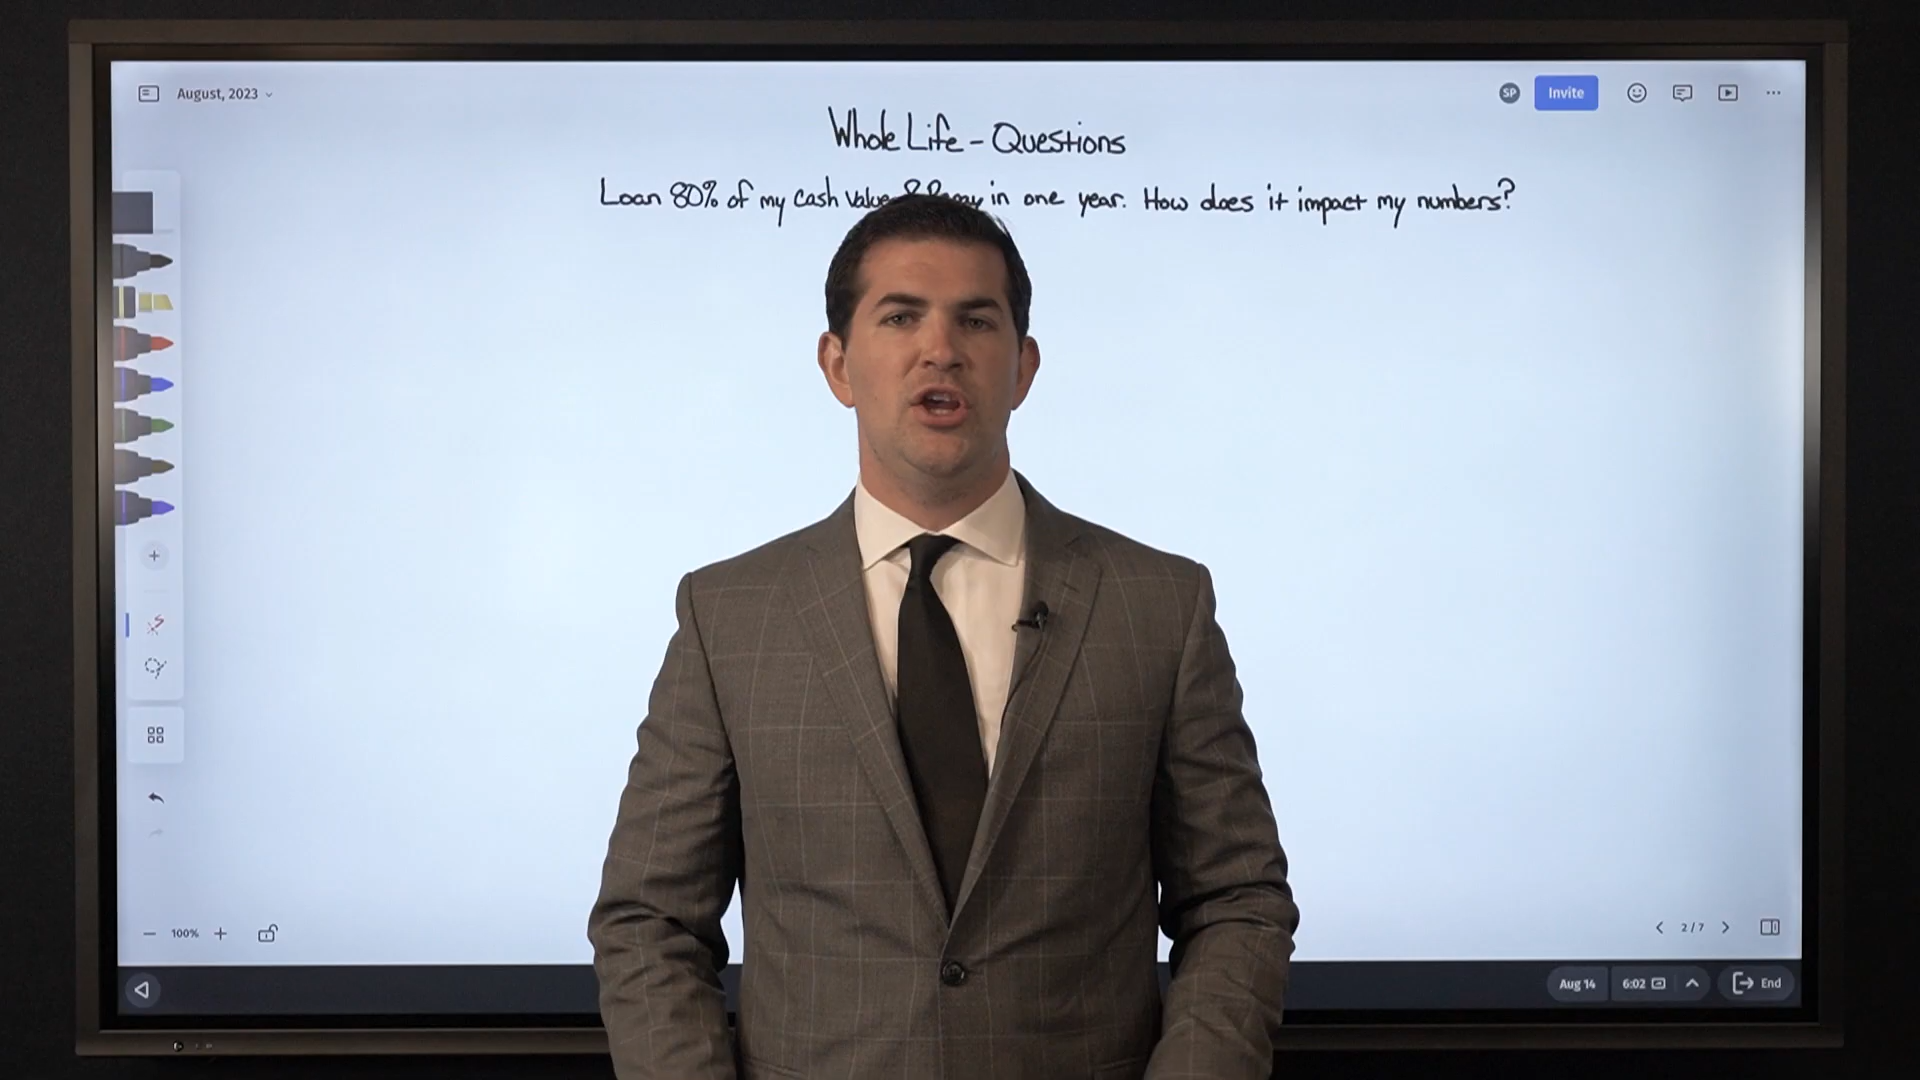 August, 2023
SP
Invite
Whole Life - Questions
Loan 80% of my cash value in one year. How does it impact my numbers?
100%
2/7
Aug 14
6:02
End